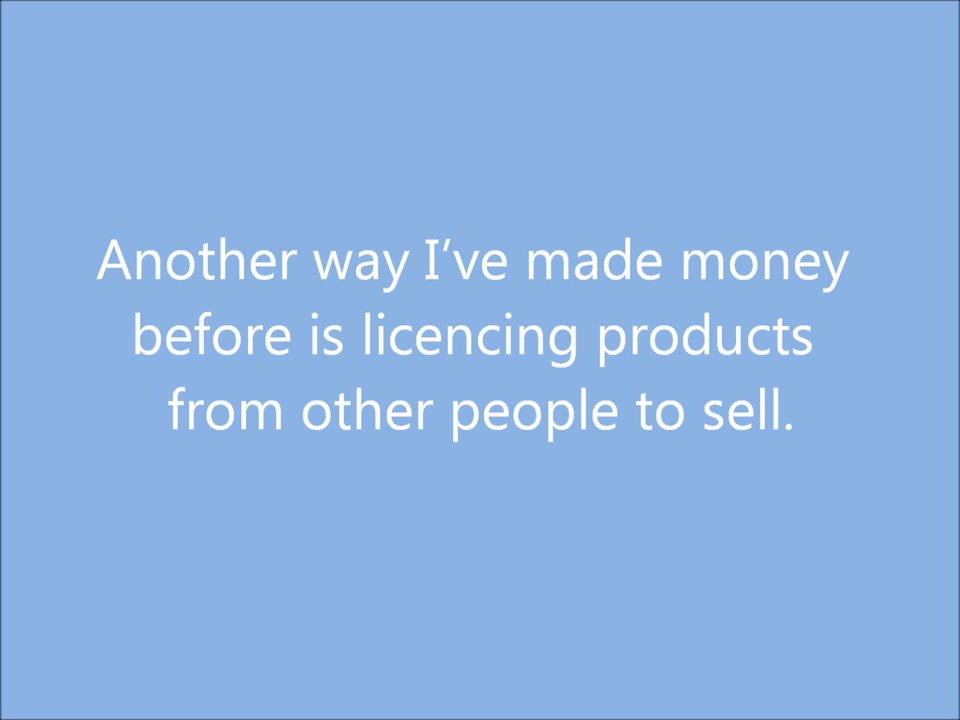 Another way I’ve made money
before is licencing products
from other people to sell.